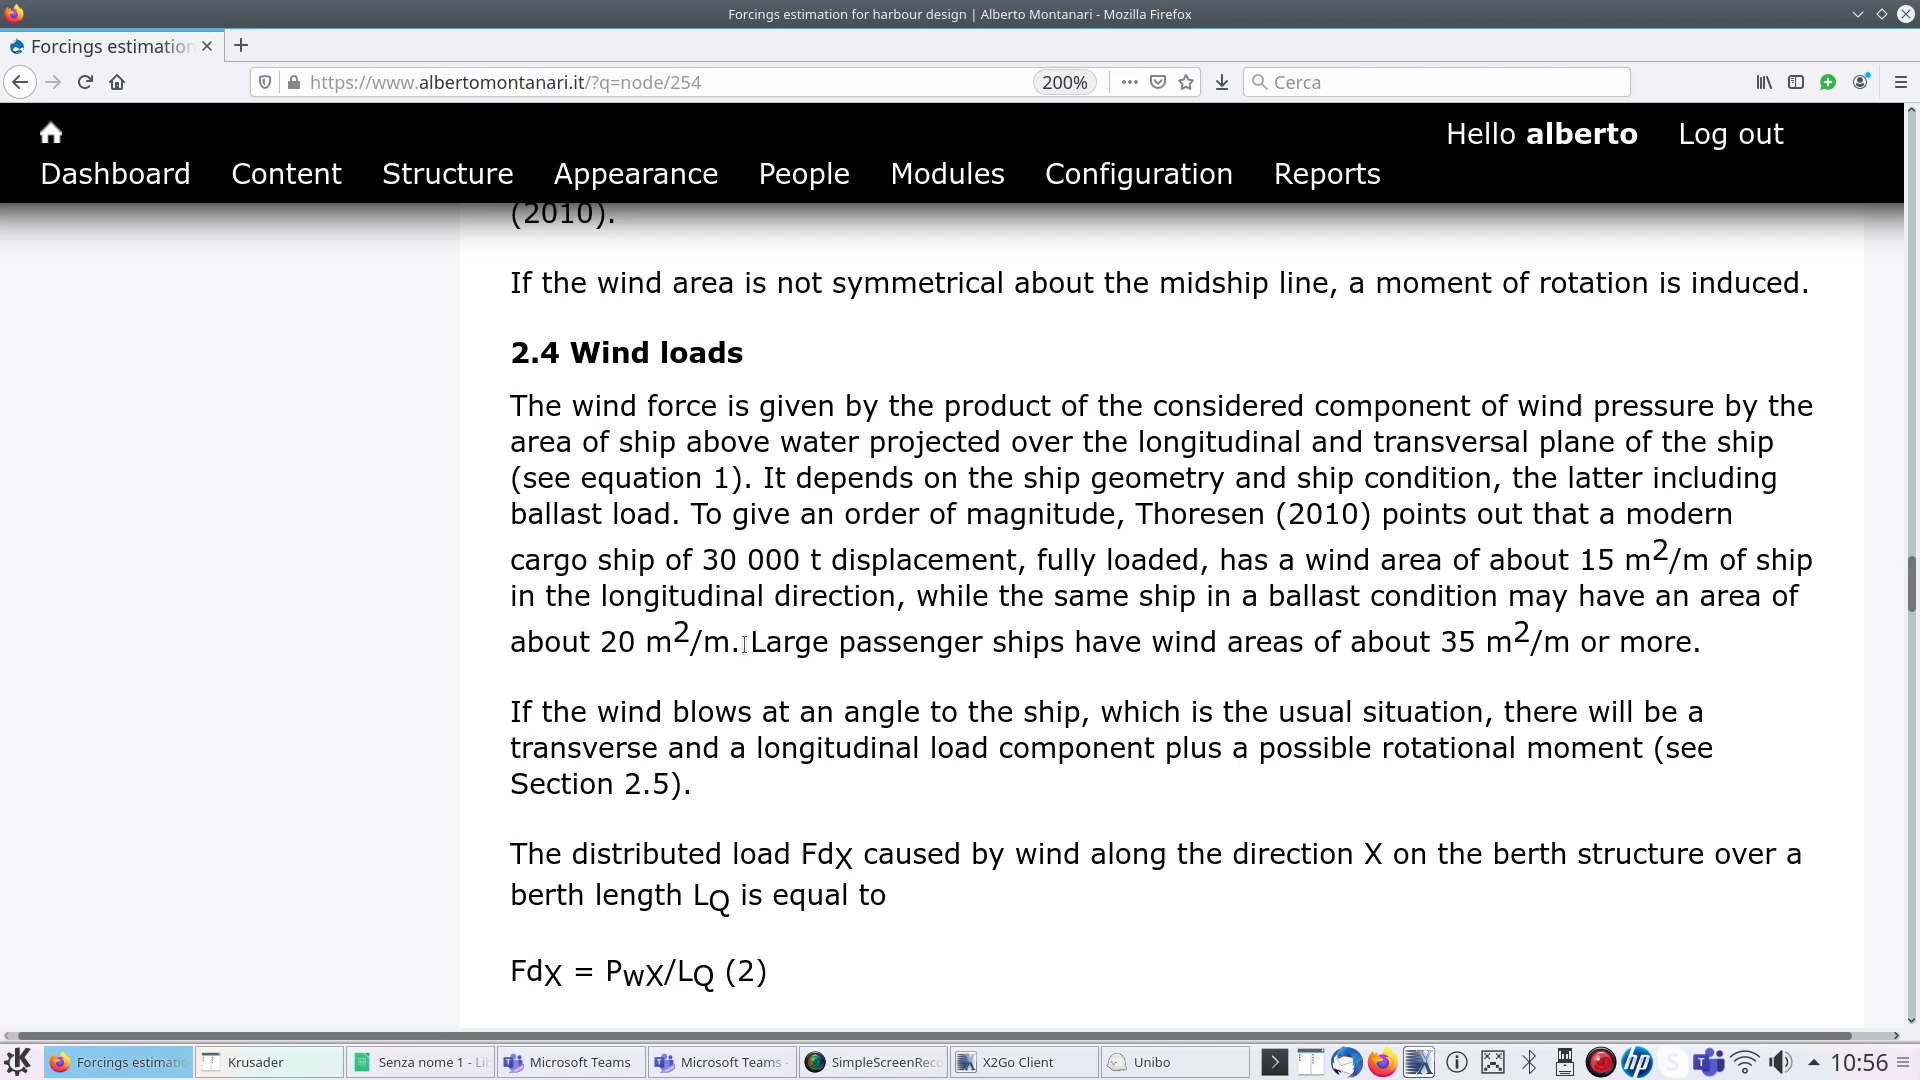 Forcings estimation for harbour design | Alberto Montanari - Mozilla Firefox
Forcings estimation
https://www.albertomontanari.it/?q=node/254
200%
Cerca
Hello alberto Log out
Dashboard Content Structure Appearance People Modules Configuration Reports
(2010).
If the wind area is not symmetrical about the midship line, a moment of rotation is induced.
2.4 Wind loads
The wind force is given by the product of the considered component of wind pressure by the
area of ship above water projected over the longitudinal and transversal plane of the ship
(see equation 1). It depends on the ship geometry and ship condition, the latter including
ballast load. To give an order of magnitude, Thoresen (2010) points out that a modern
cargo ship of 30 000 t displacement, fully loaded, has a wind area of about 15 m2/m of ship
in the longitudinal direction, while the same ship in a ballast condition may have an area of
about 20 m2/m. Large passenger ships have wind areas of about 35 m2/m or more.
If the wind blows at an angle to the ship, which is the usual situation, there will be a
transverse and a longitudinal load component plus a possible rotational moment (see
Section 2.5).
The distributed load FdX caused by wind along the direction X on the berth structure over a
berth length LQ is equal to
FdX = PwX/LQ (2)
Forcings estimatio Krusader Senza nome 1 - Li Microsoft Teams Microsoft Teams - SimpleScreenReco X2Go Client Unibo hp 10:56